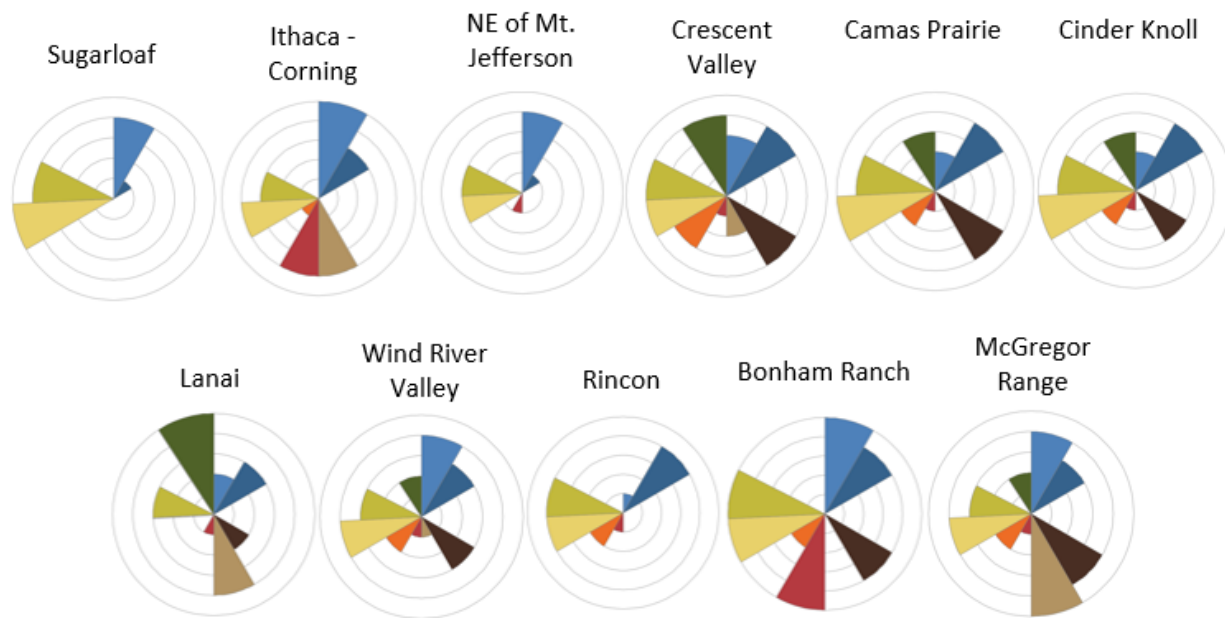 Sugarloaf
Ithaca -
Corning
NE of Mt.
Jefferson
Crescent
Valley
Camas Prairie
Cinder Knoll
Lanai
Wind River
Valley
Rincon
Bonham Ranch
McGregor
Range